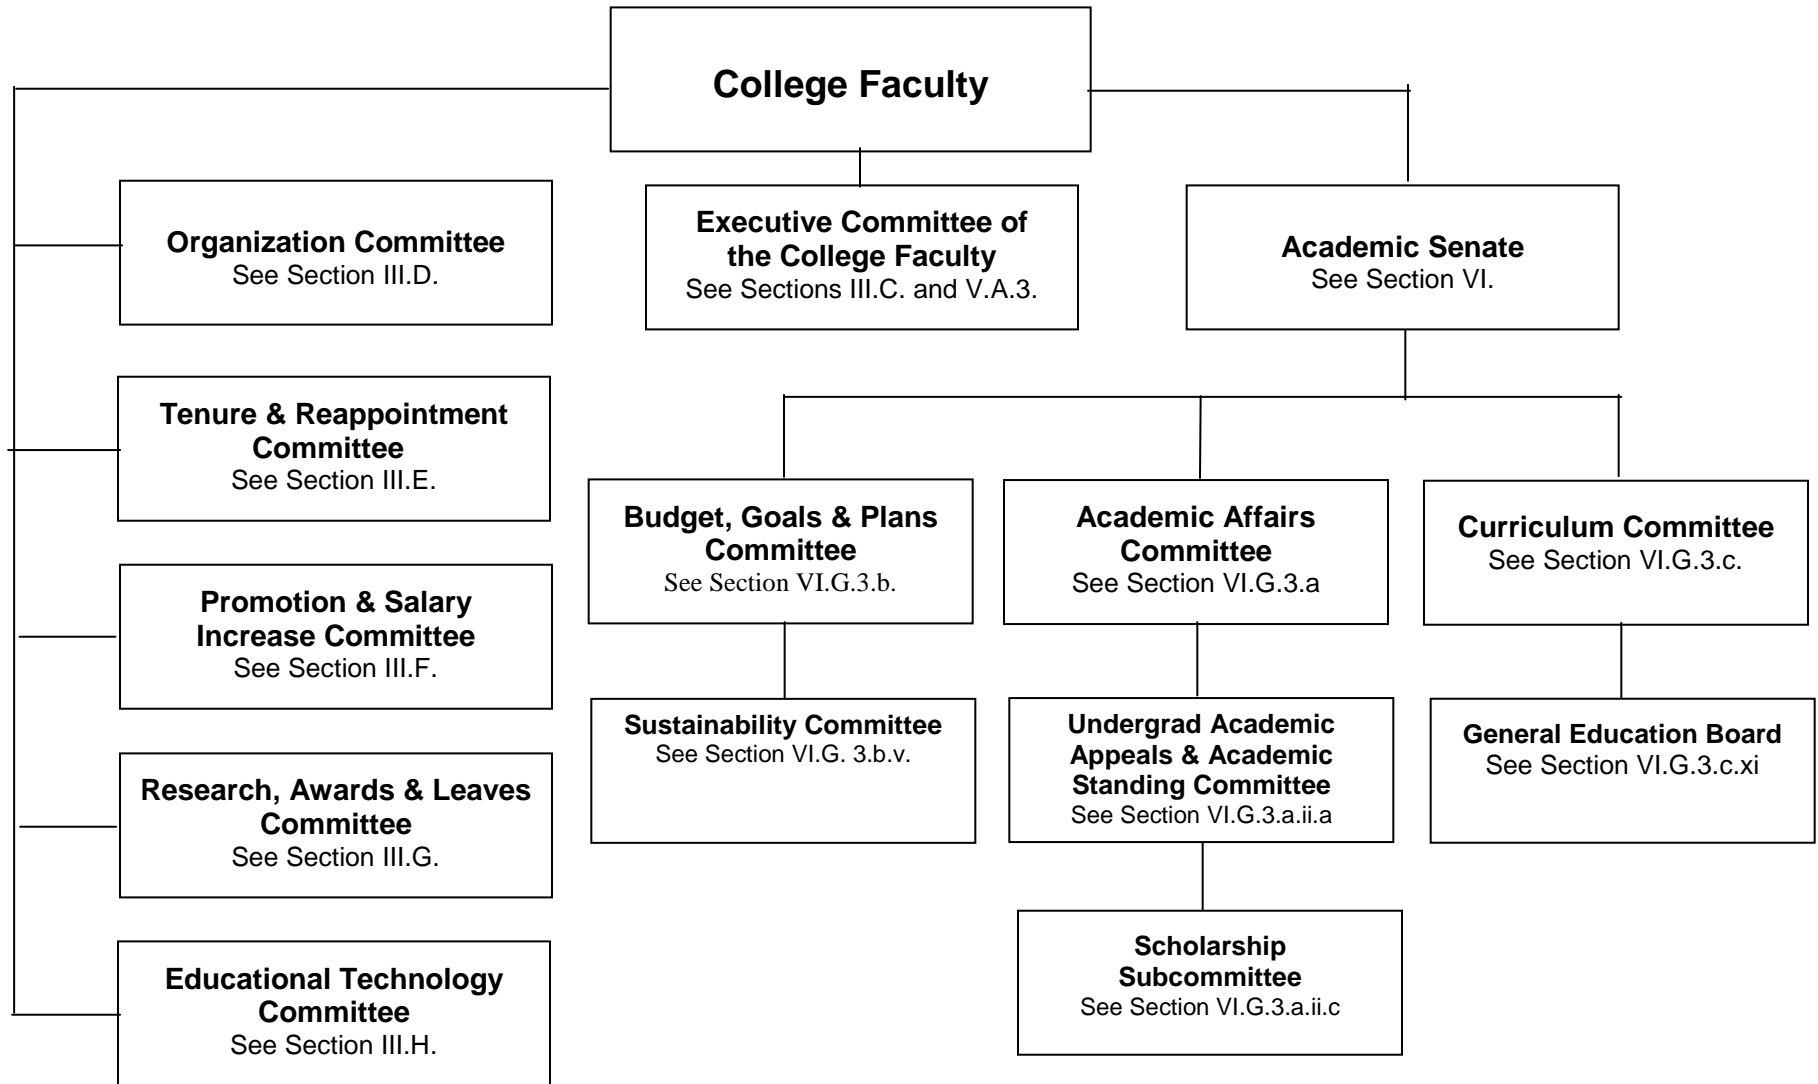 College Faculty
Organization Committee
See Section III.D.
Executive Committee of
the College Faculty
See Sections III.C. and V.A.3.
Academic Senate
See Section VI.
Tenure & Reappointment
Committee
See Section III.E.
Promotion & Salary
Increase Committee
See Section III.F.
Research, Awards & Leaves
Committee
See Section III.G.
Educational Technology
Committee
See Section III.H.
Budget, Goals & Plans
Committee
See Section VI.G.3.b.
Academic Affairs
Committee
See Section VI.G.3.a
Curriculum Committee
See Section VI.G.3.c.
Sustainability Committee
See Section VI.G. 3.b.v.
Undergrad Academic
Appeals & Academic
Standing Committee
See Section VI.G.3.a.ii.a
General Education Board
See Section VI.G.3.c.xi
Scholarship
Subcommittee
See Section VI.G.3.a.ii.c